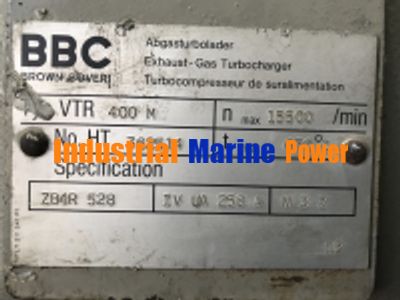 BBC
BROWN BOVERI
Abgasturbolader
Exhaust-Gas Turbocharger
Turbocompresseur de suralimentation
VTR 400 M
n max 15500 /min
No. HT
t
Industrial Marine Power
Specification
ZB4R 528